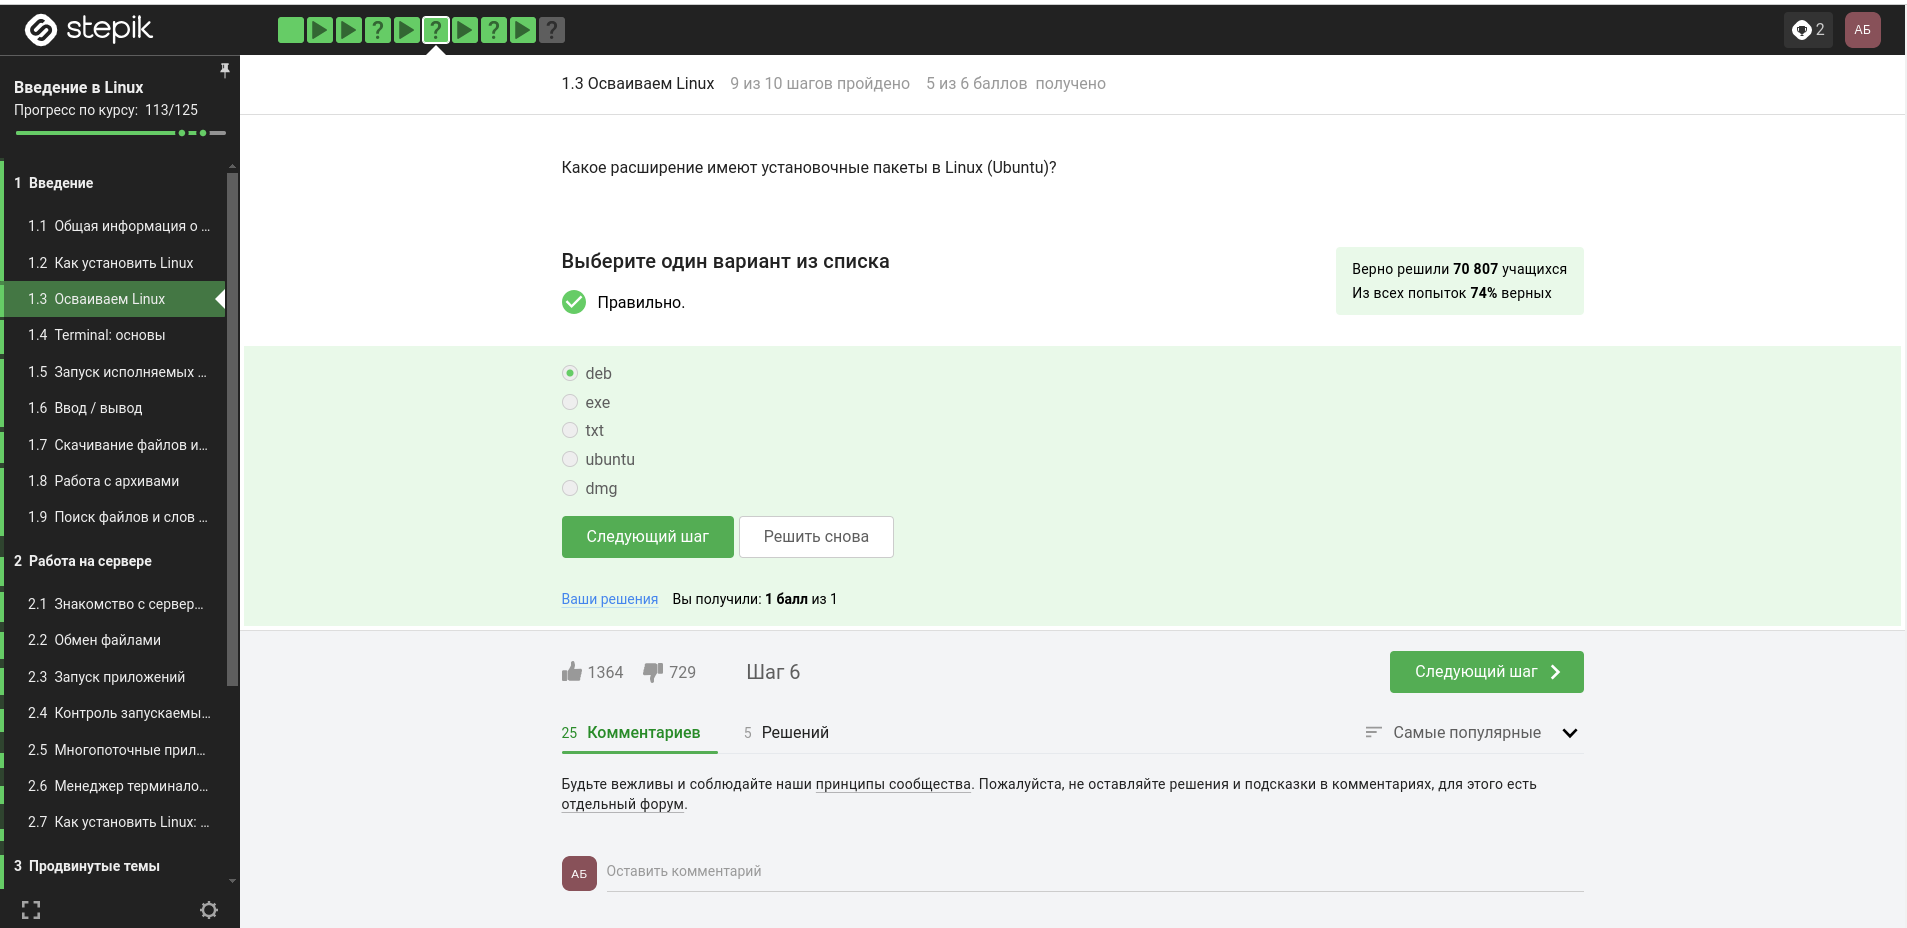 stepik
? ? ? ?
2
АБ
Введение в Linux
Прогресс по курсу: 113/125
1 Введение
1.1 Общая информация о ...
1.2 Как установить Linux
1.3 Осваиваем Linux
1.4 Terminal: основы
1.5 Запуск исполняемых ...
1.6 Ввод / вывод
1.7 Скачивание файлов и...
1.8 Работа с архивами
1.9 Поиск файлов и слов ...
2 Работа на сервере
2.1 Знакомство с сервер...
2.2 Обмен файлами
2.3 Запуск приложений
2.4 Контроль запускаемы...
2.5 Многопоточные прил...
2.6 Менеджер терминало...
2.7 Как установить Linux: ...
3 Продвинутые темы
1.3 Осваиваем Linux 9 из 10 шагов пройдено 5 из 6 баллов получено
Какое расширение имеют установочные пакеты в Linux (Ubuntu)?
Выберите один вариант из списка
Правильно.
Верно решили 70 807 учащихся
Из всех попыток 74% верных
deb
exe
txt
ubuntu
dmg
Следующий шаг Решить снова
Ваши решения Вы получили: 1 балл из 1
1364 729 Шаг 6
Следующий шаг
25 Комментариев 5 Решений
Самые популярные
Будьте вежливы и соблюдайте наши принципы сообщества. Пожалуйста, не оставляйте решения и подсказки в комментариях, для этого есть
отдельный форум.
АБ Оставить комментарий